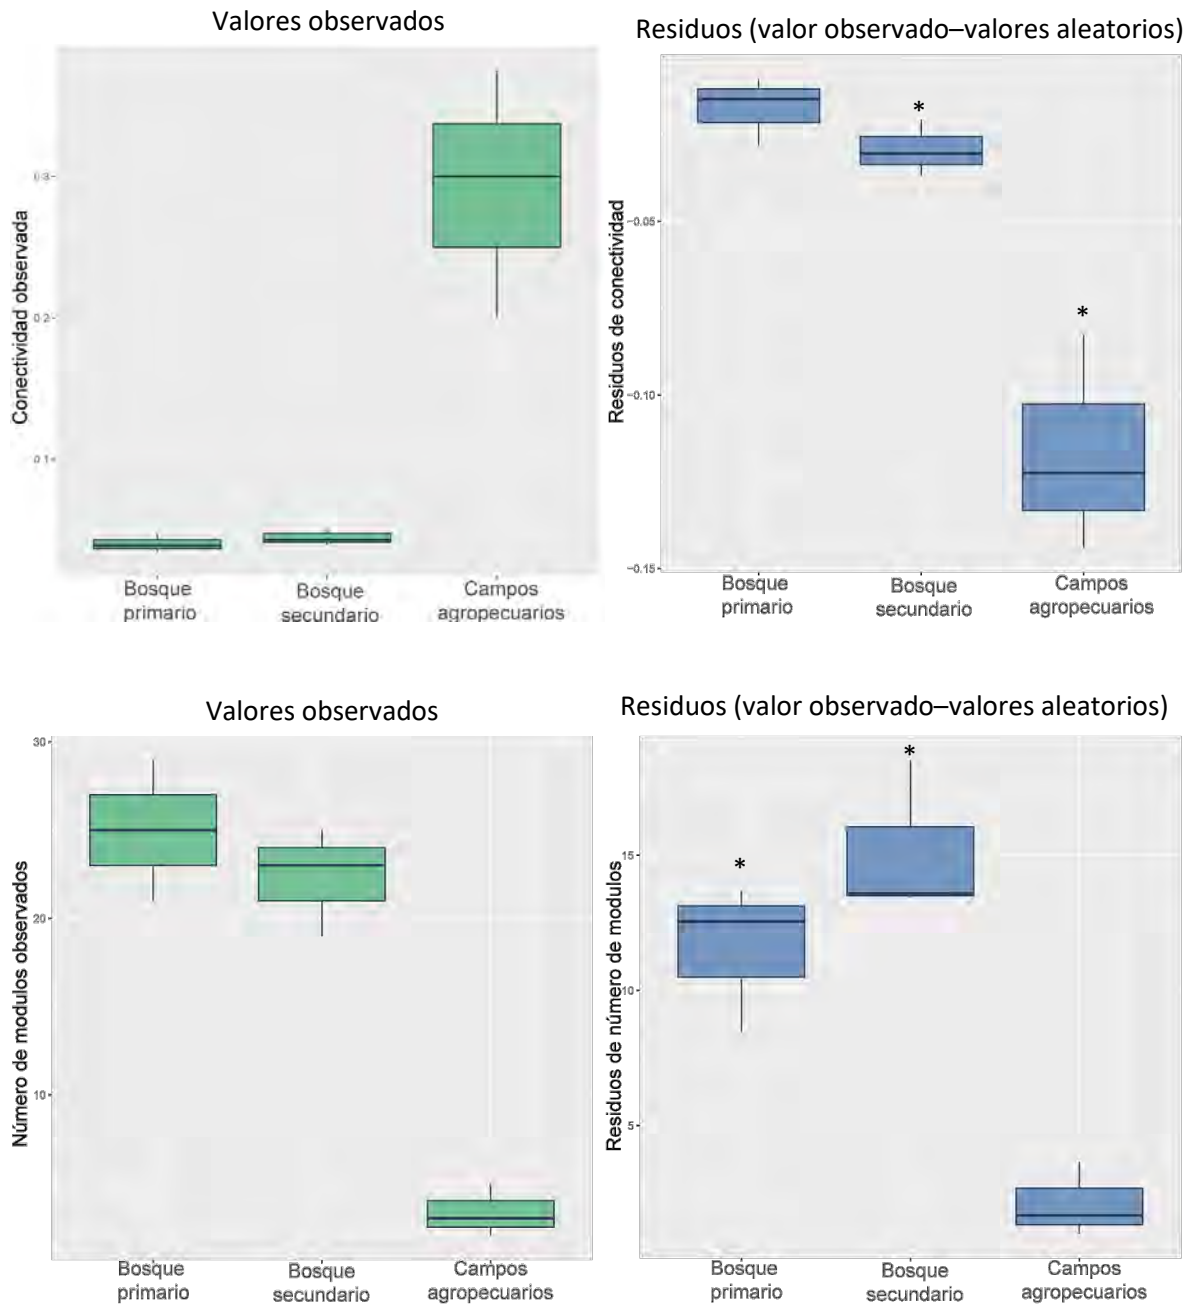 Valores observados
Conectividad observada
0.3
0.2
0.1
Bosque
primario
Bosque
secundario
Campos
agropecuarios
Residuos (valor observado–valores aleatorios)
Residuos de conectividad
*
*
−0.05
−0.10
−0.15
Bosque
primario
Bosque
secundario
Campos
agropecuarios
Valores observados
Número de modulos observados
30
20
10
Bosque
primario
Bosque
secundario
Campos
agropecuarios
Residuos (valor observado–valores aleatorios)
Residuos de número de modulos
*
*
15
10
5
Bosque
primario
Bosque
secundario
Campos
agropecuarios